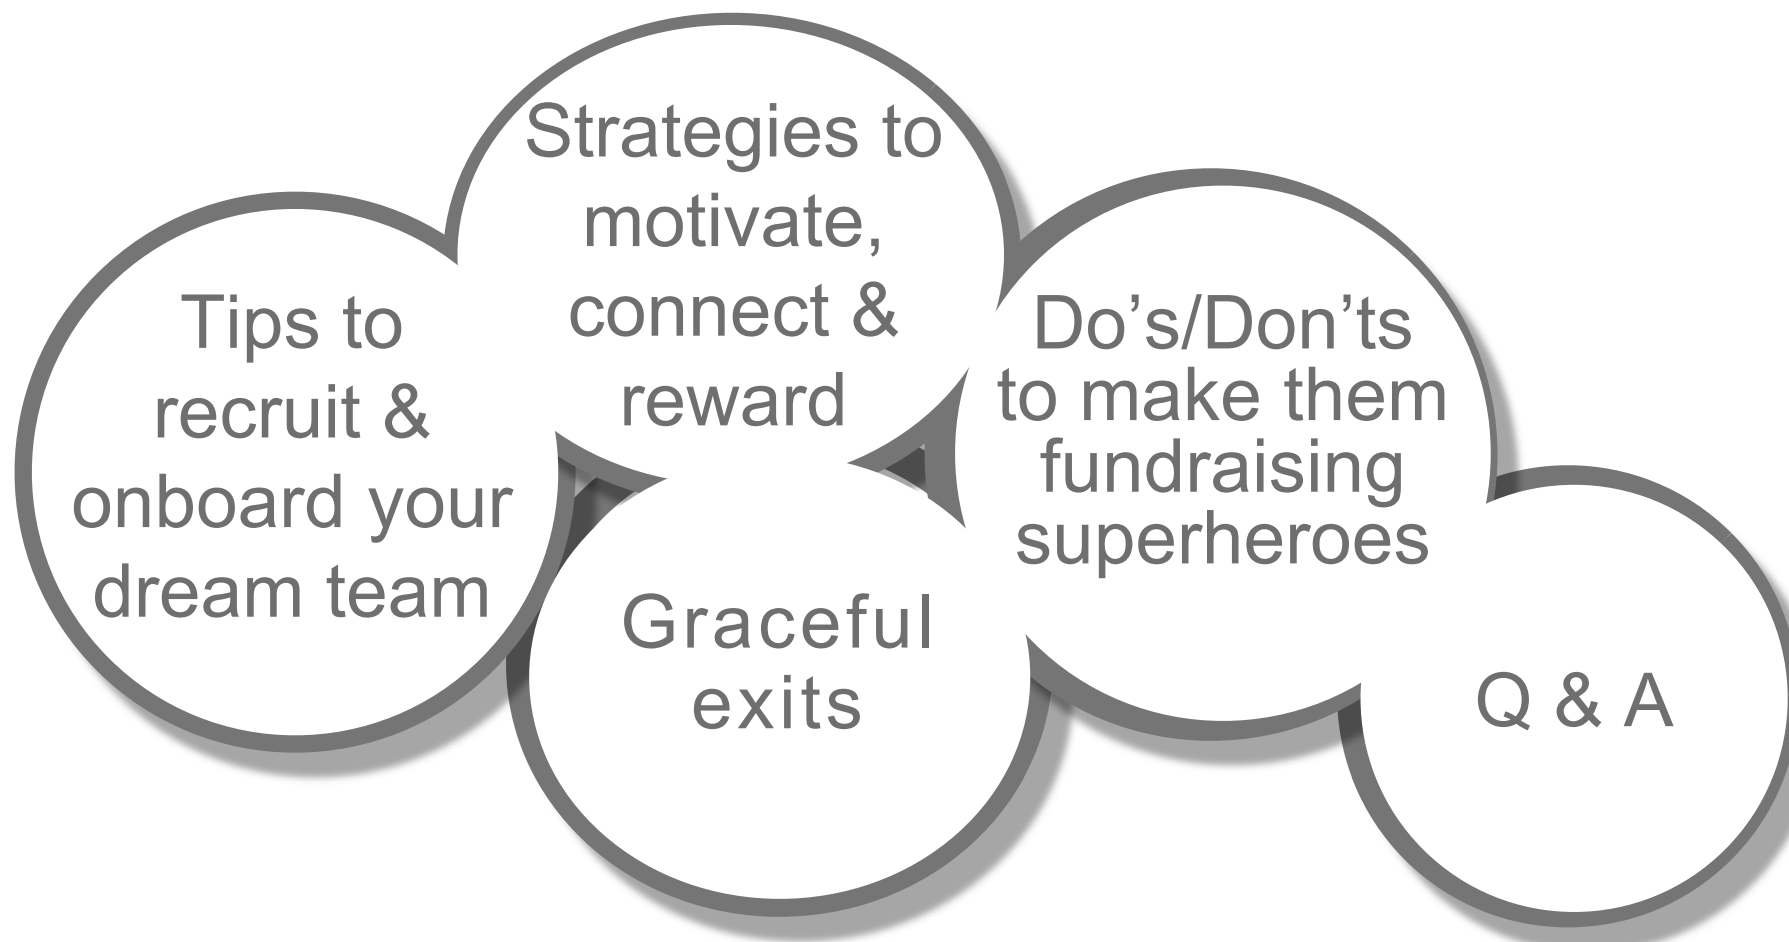 Tips to
recruit &
onboard your
dream team
Strategies to
motivate,
connect &
reward
Do’s/Don’ts
to make them
fundraising
superheroes
Graceful
exits
Q & A